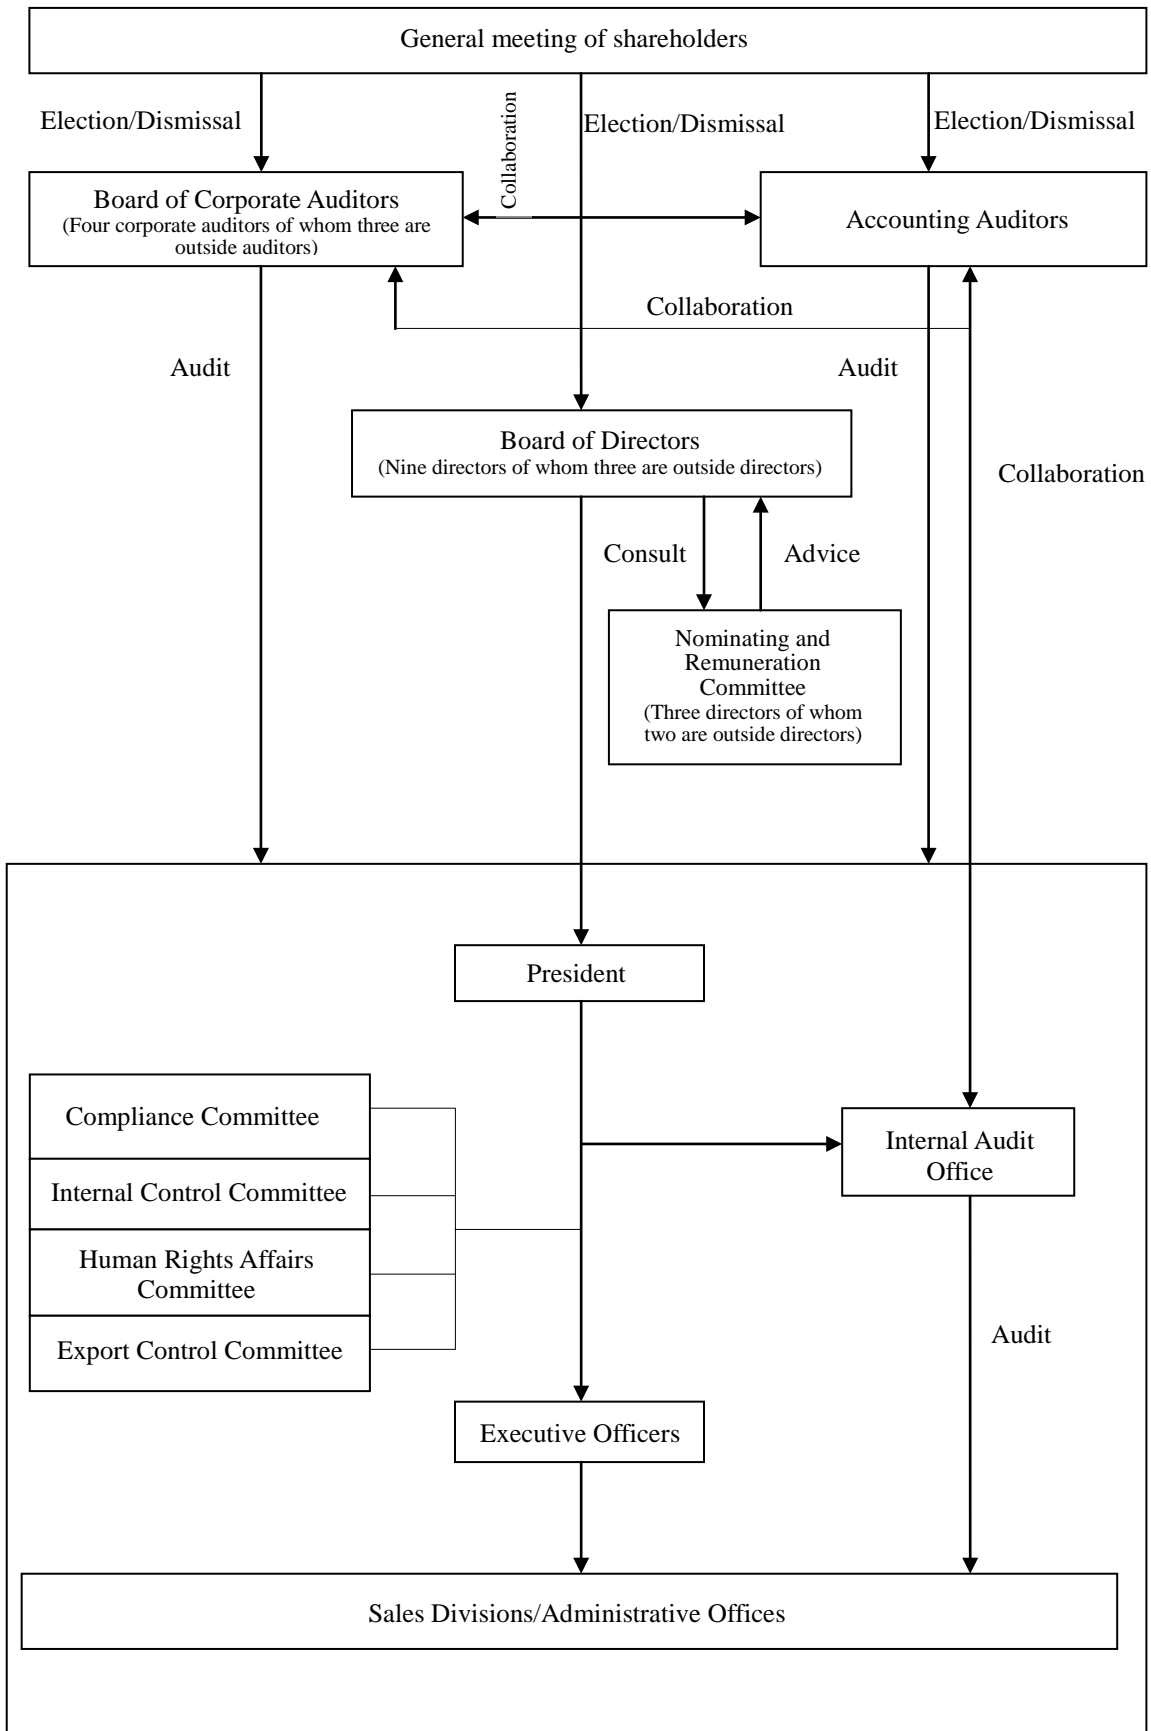 General meeting of shareholders
Election/Dismissal
Collaboration
Election/Dismissal
Election/Dismissal
Board of Corporate Auditors
(Four corporate auditors of whom three are
outside auditors)
Accounting Auditors
Collaboration
Audit
Audit
Board of Directors
(Nine directors of whom three are outside directors)
Collaboration
Consult
Advice
Nominating and
Remuneration
Committee
(Three directors of whom
two are outside directors)
President
Compliance Committee
Internal Audit
Office
Internal Control Committee
Human Rights Affairs
Committee
Export Control Committee
Audit
Executive Officers
Sales Divisions/Administrative Offices